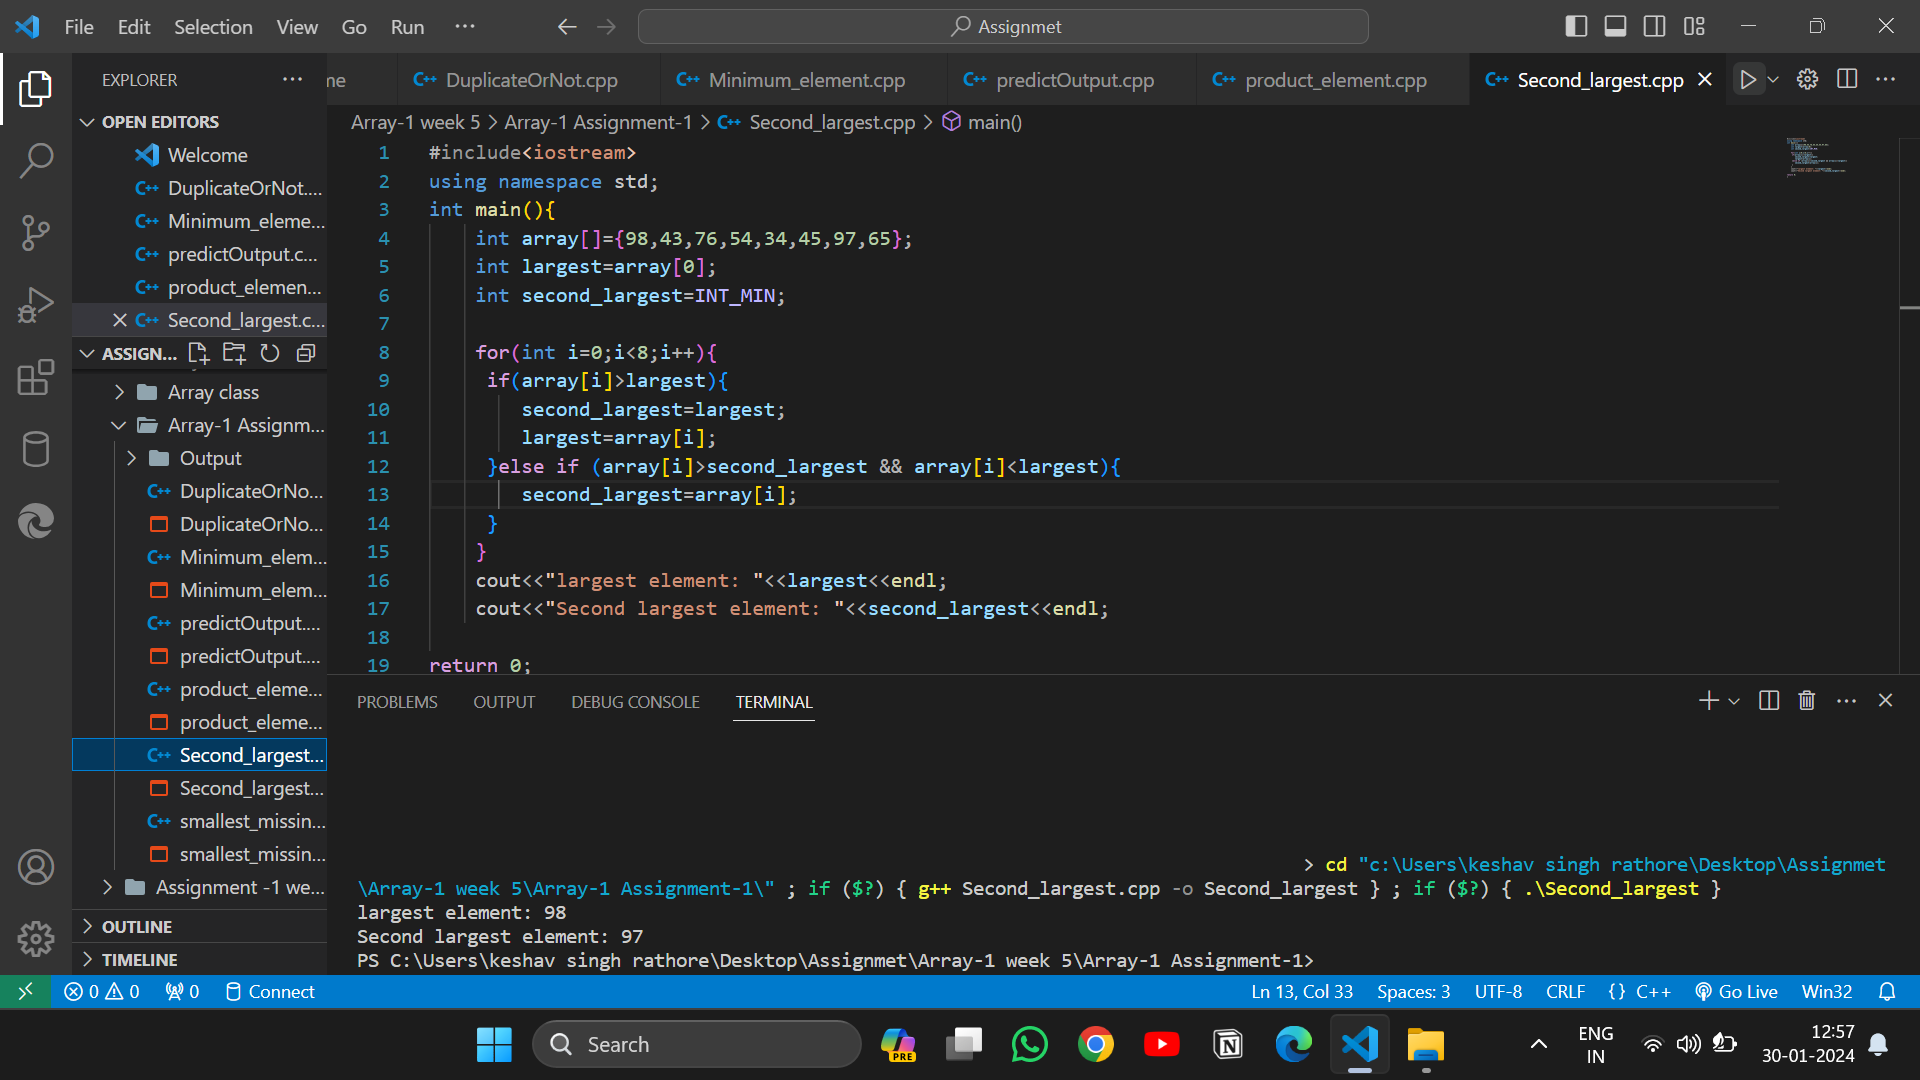 File Edit Selection View Go Run ··· Assignmet
EXPLORER ···
me DuplicateOrNot.cpp Minimum_element.cpp predictOutput.cpp product_element.cpp Second_largest.cpp
OPEN EDITORS
Welcome
DuplicateOrNot....
Minimum_eleme...
predictOutput.c...
product_elemen...
Second_largest.c...
ASSIGN...
Array class
Array-1 Assignm...
Output
DuplicateOrNo...
DuplicateOrNo...
Minimum_elem...
Minimum_elem...
predictOutput....
predictOutput....
product_eleme...
product_eleme...
Second_largest...
Second_largest...
smallest_missin...
smallest_missin...
Assignment -1 we...
OUTLINE
TIMELINE
Array-1 week 5 > Array-1 Assignment-1 > Second_largest.cpp > main()
1 #include<iostream>
2 using namespace std;
3 int main(){
4 int array[]={98,43,76,54,34,45,97,65};
5 int largest=array[0];
6 int second_largest=INT_MIN;
7
8 for(int i=0;i<8;i++){
9 if(array[i]>largest){
10 second_largest=largest;
11 largest=array[i];
12 }else if (array[i]>second_largest && array[i]<largest){
13 second_largest=array[i];
14 }
15 }
16 cout<<"largest element: "<<largest<<endl;
17 cout<<"Second largest element: "<<second_largest<<endl;
18
19 return 0;
PROBLEMS OUTPUT DEBUG CONSOLE TERMINAL
> cd "c:\Users\keshav singh rathore\Desktop\Assignmet
\Array-1 week 5\Array-1 Assignment-1\" ; if ($?) { g++ Second_largest.cpp -o Second_largest } ; if ($?) { .\Second_largest }
largest element: 98
Second largest element: 97
PS C:\Users\keshav singh rathore\Desktop\Assignmet\Array-1 week 5\Array-1 Assignment-1>
0 0 0 Connect Ln 13, Col 33 Spaces: 3 UTF-8 CRLF {} C++ Go Live Win32
Search PRE
ENG
IN
12:57
30-01-2024